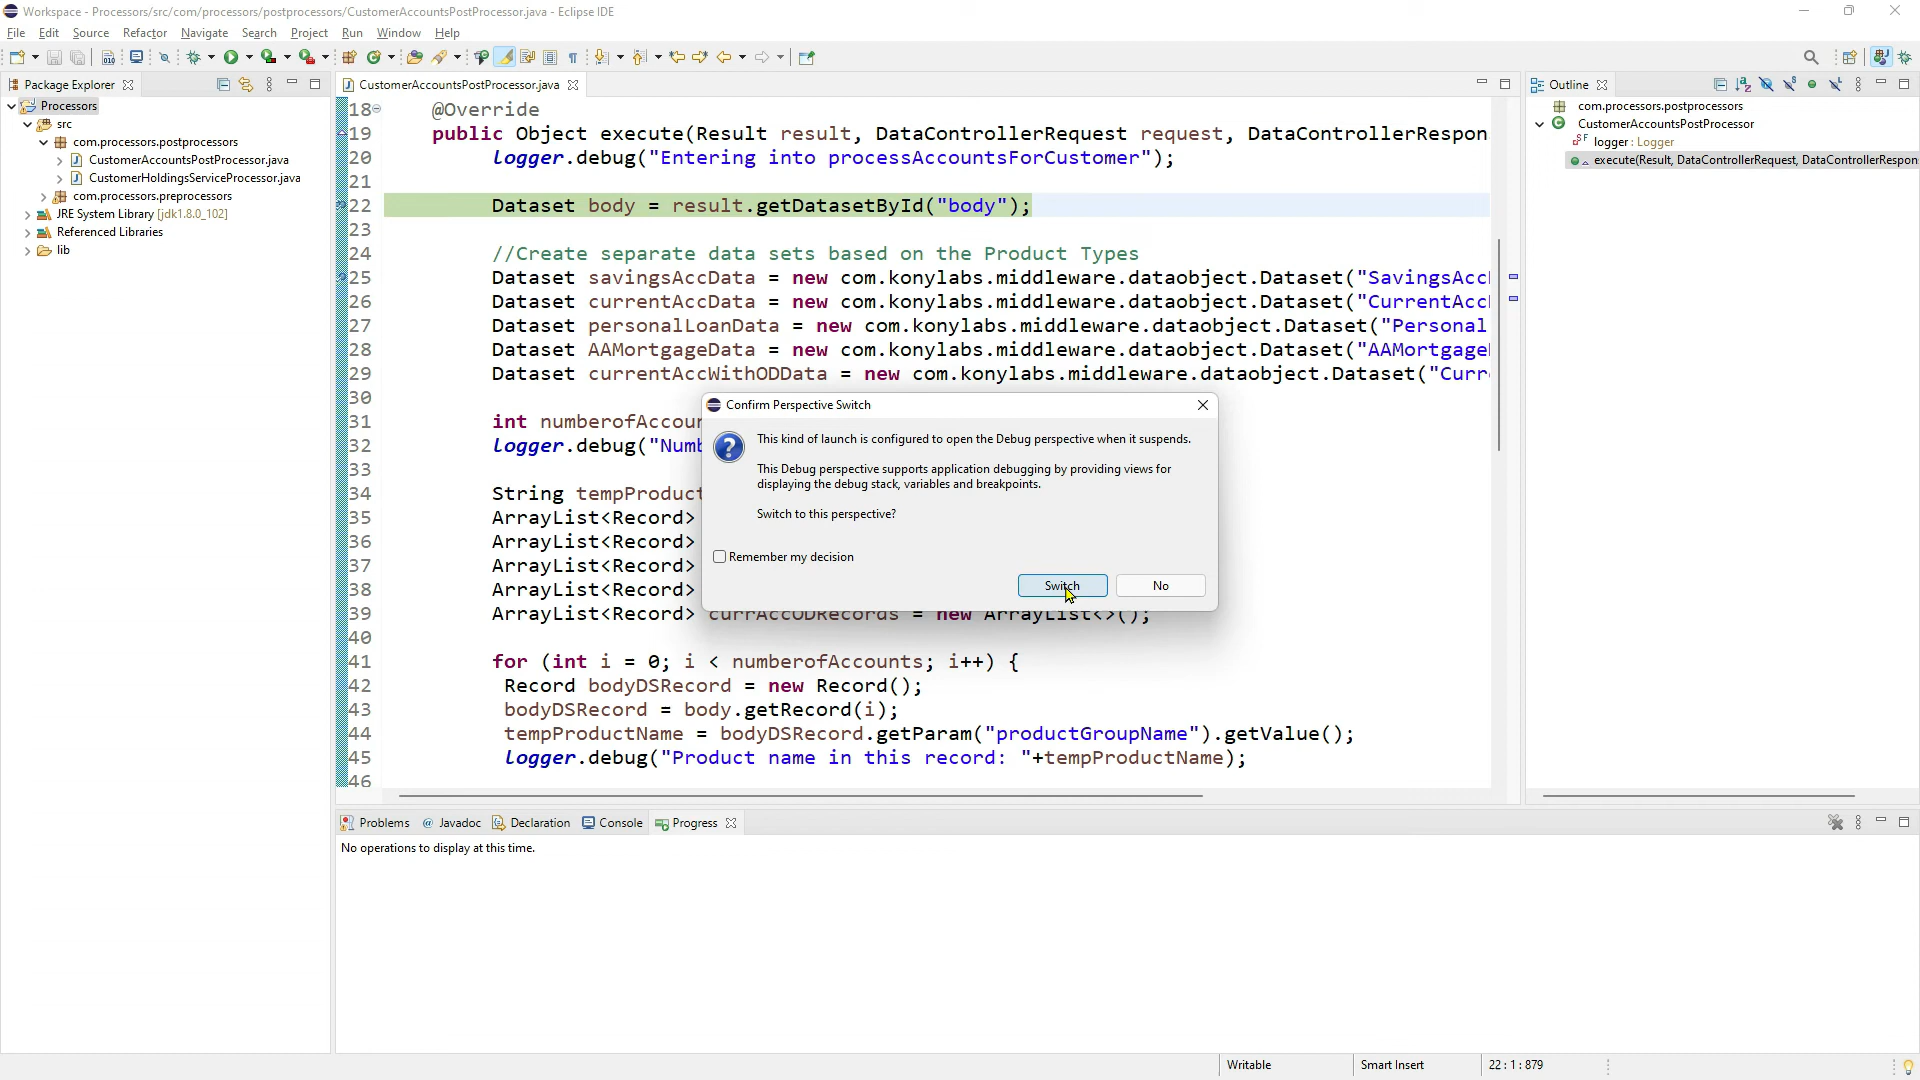 Workspace - Processors/src/com/processors/postprocessors/CustomerAccountsPostProcessor.java - Eclipse IDE
File Edit Source Refactor Navigate Search Project Run Window Help
Package Explorer
CustomerAccountsPostProcessor.java
Outline
Processors
src
com.processors.postprocessors
CustomerAccountsPostProcessor.java
CustomerHoldingsServiceProcessor.java
com.processors.preprocessors
JRE System Library [jdk1.8.0_102]
Referenced Libraries
lib
18 @Override
19 public Object execute(Result result, DataControllerRequest request, DataControllerRespon
20 logger.debug("Entering into processAccountsForCustomer");
21
22 Dataset body = result.getDatasetById("body");
23
24 //Create separate data sets based on the Product Types
25 Dataset savingsAccData = new com.konylabs.middleware.dataobject.Dataset("SavingsAcc
26 Dataset currentAccData = new com.konylabs.middleware.dataobject.Dataset("CurrentAcc
27 Dataset personalLoanData = new com.konylabs.middleware.dataobject.Dataset("Personal
28 Dataset AAMortgageData = new com.konylabs.middleware.dataobject.Dataset("AAMortgage
29 Dataset currentAccWithODData = new com.konylabs.middleware.dataobject.Dataset("Curr
30
31 int numberofAccou
32 logger.debug("Num
33
34 String tempProduct
35 ArrayList<Record>
36 ArrayList<Record>
37 ArrayList<Record>
38 ArrayList<Record>
39 ArrayList<Record> currAccODRecords = new ArrayList<>();
40
41 for (int i = 0; i < numberofAccounts; i++) {
42 Record bodyDSRecord = new Record();
43 bodyDSRecord = body.getRecord(i);
44 tempProductName = bodyDSRecord.getParam("productGroupName").getValue();
45 logger.debug("Product name in this record: "+tempProductName);
46
Confirm Perspective Switch
This kind of launch is configured to open the Debug perspective when it suspends.
This Debug perspective supports application debugging by providing views for
displaying the debug stack, variables and breakpoints.
Switch to this perspective?
Remember my decision
Switch No
com.processors.postprocessors
CustomerAccountsPostProcessor
logger : Logger
execute(Result, DataControllerRequest, DataControllerRespon
Problems Javadoc Declaration Console Progress
No operations to display at this time.
Writable Smart Insert 22 : 1 : 879